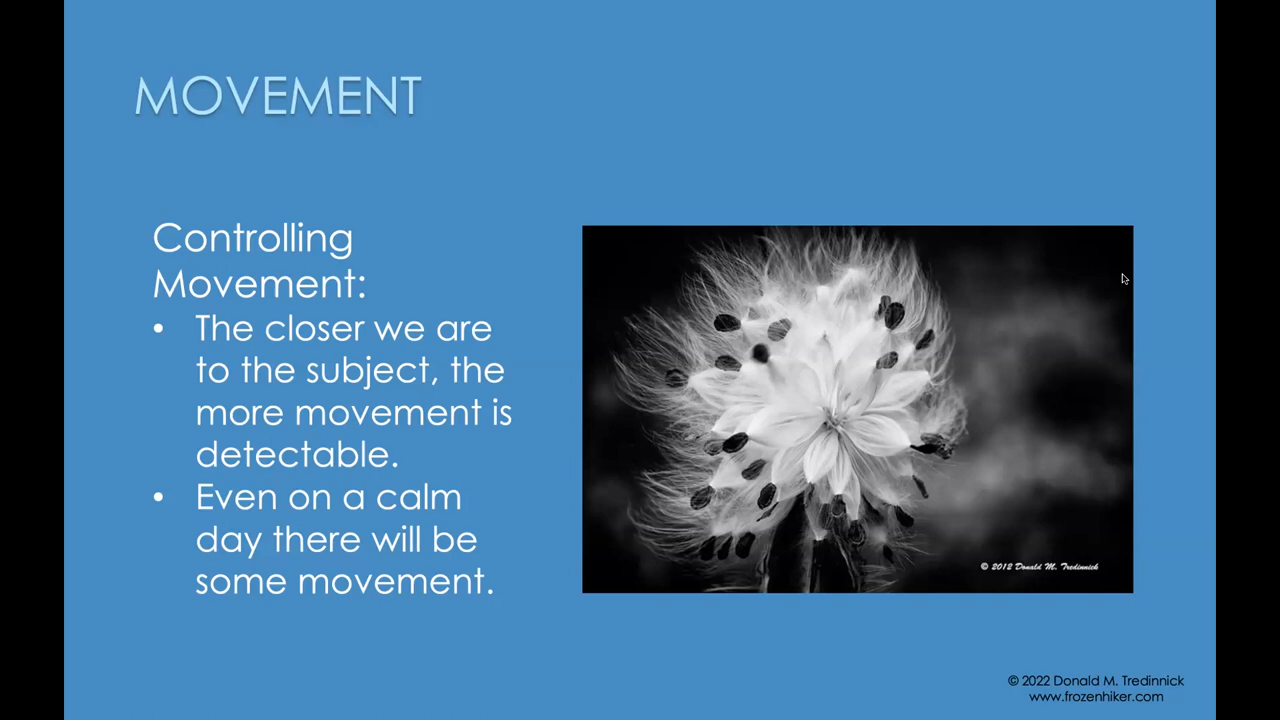 MOVEMENT
Controlling
Movement:
• The closer we are
to the subject, the
more movement is
detectable.
• Even on a calm
day there will be
some movement.
© 2012 Donald M. Tredinnick
© 2022 Donald M. Tredinnick
www.frozenhiker.com